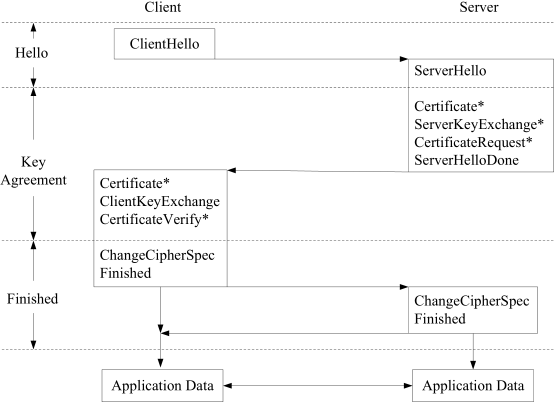 Client
Server
Hello
ClientHello
ServerHello
Key
Agreement
Certificate*
ServerKeyExchange*
CertificateRequest*
ServerHelloDone
Certificate*
ClientKeyExchange
CertificateVerify*
Finished
ChangeCipherSpec
Finished
ChangeCipherSpec
Finished
Application Data
Application Data